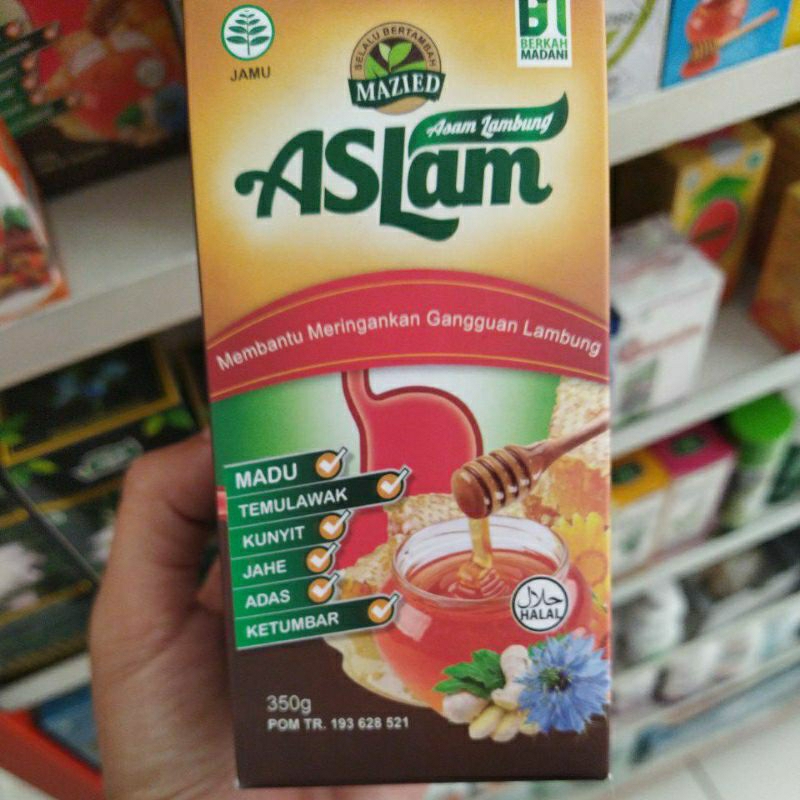 JAMU
BERKAH
MADANI
SELALU BERTAMBAH
MAZIED
Asam Lambung
ASLam
Membantu Meringankan Gangguan Lambung
MADU
TEMULAWAK
KUNYIT
JAHE
ADAS
KETUMBAR
حلال
HALAL
350g
POM TR. 193 628 521